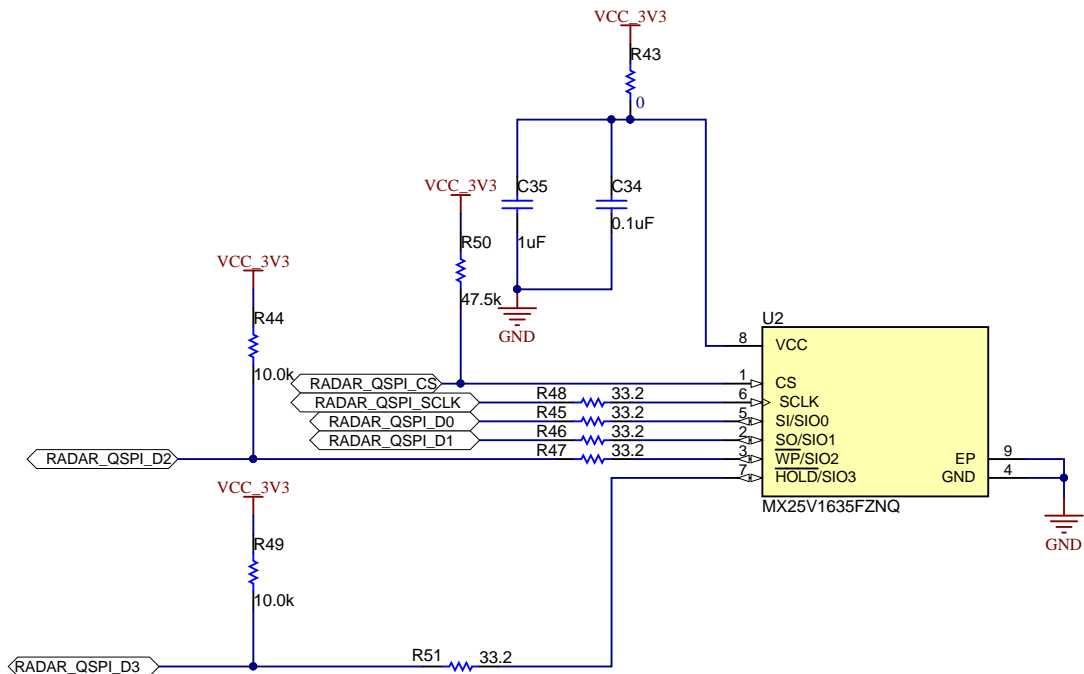 VCC_3V3
R43
0
VCC_3V3
C35
C34
1uF
0.1uF
R50
47.5k
GND
VCC_3V3
R44
10.0k
U2
8
VCC
RADAR_QSPI_CS
1
CS
RADAR_QSPI_SCLK
R48
33.2
6
SCLK
RADAR_QSPI_D0
R45
33.2
5
SI/SIO0
RADAR_QSPI_D1
R46
33.2
2
SO/SIO1
RADAR_QSPI_D2
R47
33.2
3
WP/SIO2
EP
9
7
HOLD/SIO3
GND
4
MX25V1635FZNQ
GND
VCC_3V3
R49
10.0k
RADAR_QSPI_D3
R51
33.2